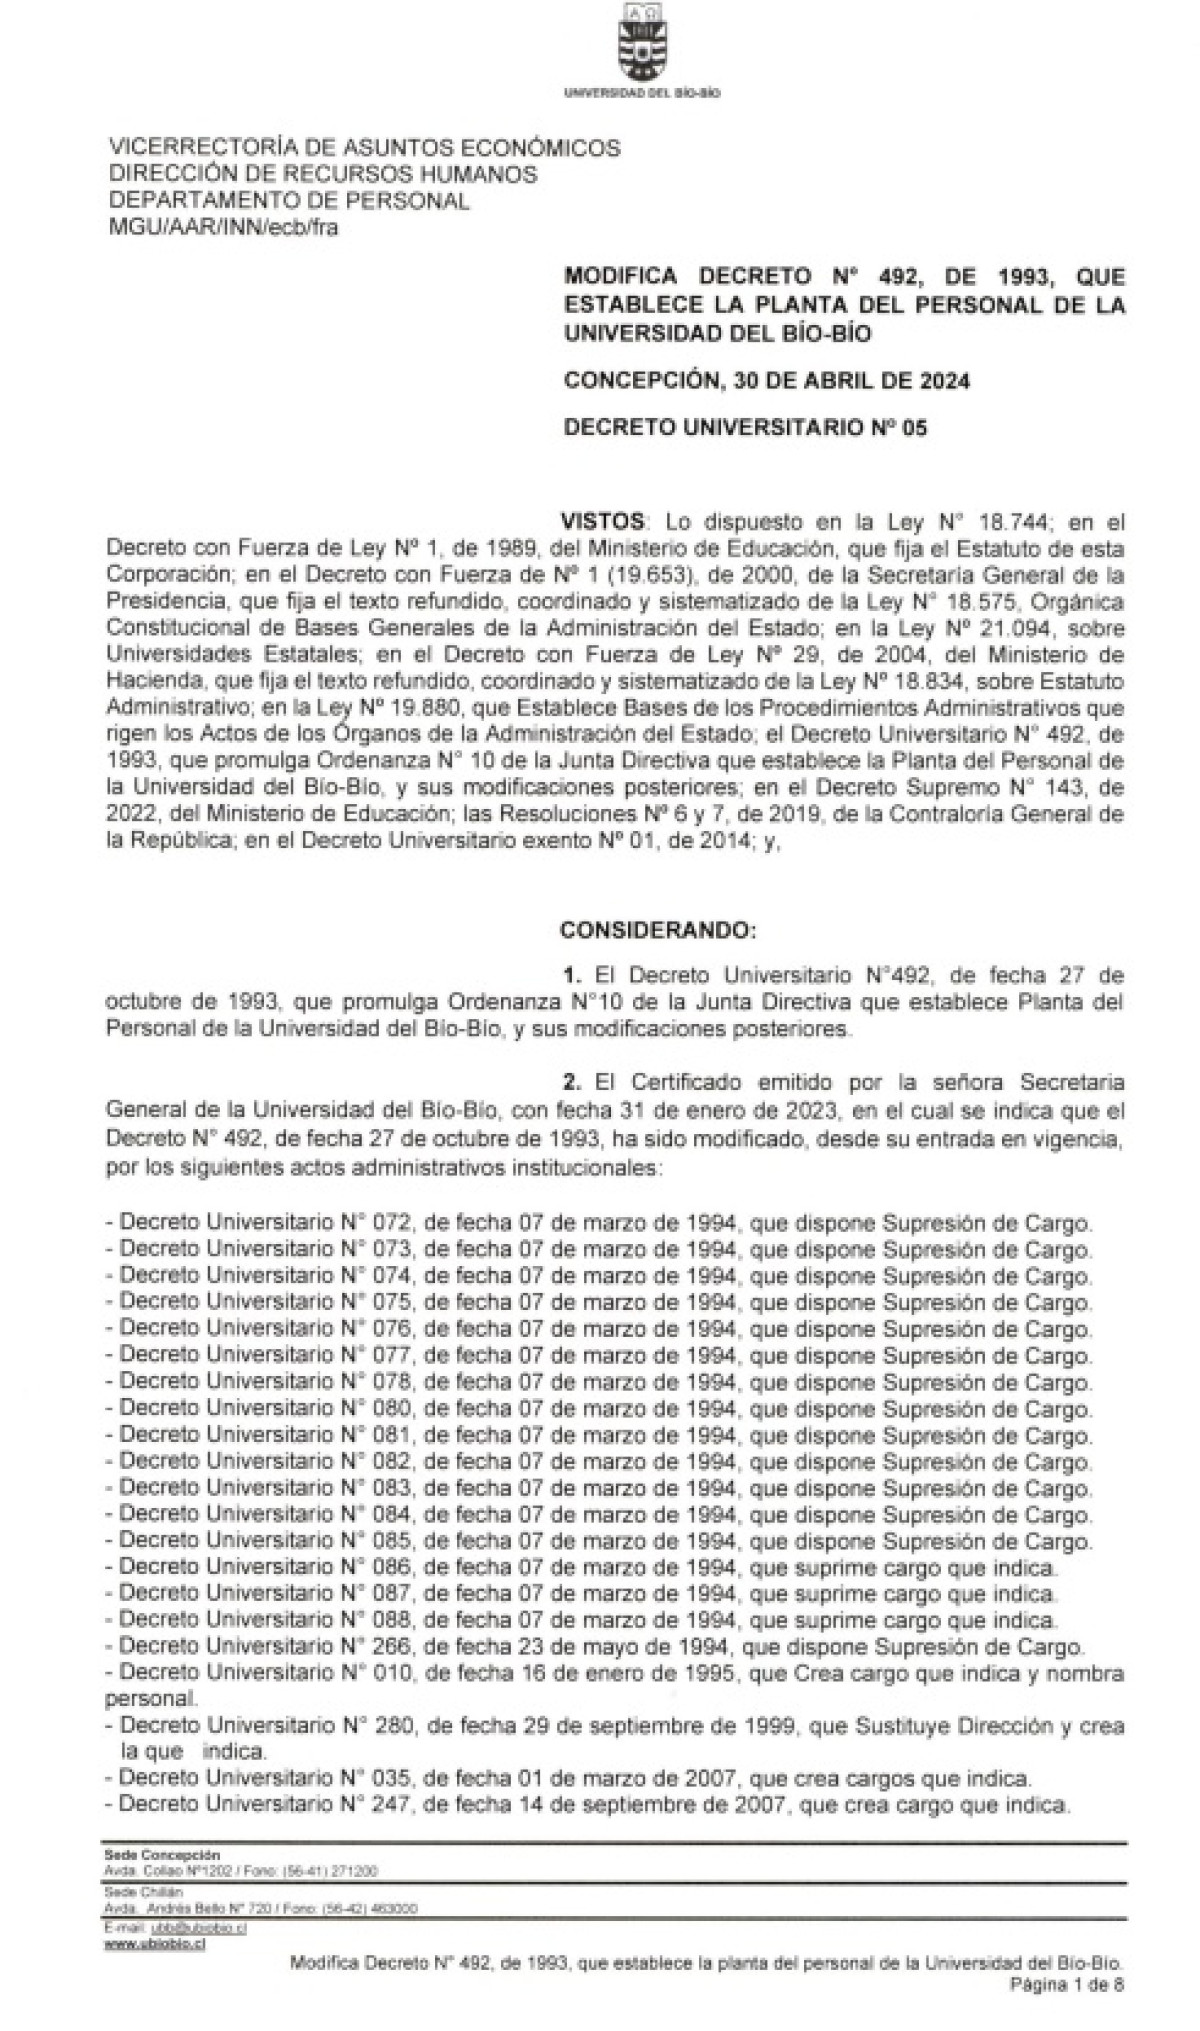 A Ω
UNIVERSIDAD DEL BÍO-BÍO
VICERRECTORÍA DE ASUNTOS ECONÓMICOS
DIRECCIÓN DE RECURSOS HUMANOS
DEPARTAMENTO DE PERSONAL
MGU/AAR/INN/ecb/fra
MODIFICA DECRETO N° 492, DE 1993, QUE
ESTABLECE LA PLANTA DEL PERSONAL DE LA
UNIVERSIDAD DEL BÍO-BÍO
CONCEPCIÓN, 30 DE ABRIL DE 2024
DECRETO UNIVERSITARIO Nº 05
VISTOS: Lo dispuesto en la Ley N° 18.744; en el
Decreto con Fuerza de Ley Nº 1, de 1989, del Ministerio de Educación, que fija el Estatuto de esta
Corporación; en el Decreto con Fuerza de Nº 1 (19.653), de 2000, de la Secretaría General de la
Presidencia, que fija el texto refundido, coordinado y sistematizado de la Ley N° 18.575, Orgánica
Constitucional de Bases Generales de la Administración del Estado; en la Ley Nº 21.094, sobre
Universidades Estatales; en el Decreto con Fuerza de Ley Nº 29, de 2004, del Ministerio de
Hacienda, que fija el texto refundido, coordinado y sistematizado de la Ley Nº 18.834, sobre Estatuto
Administrativo; en la Ley Nº 19.880, que Establece Bases de los Procedimientos Administrativos que
rigen los Actos de los Órganos de la Administración del Estado; el Decreto Universitario N° 492, de
1993, que promulga Ordenanza N° 10 de la Junta Directiva que establece la Planta del Personal de
la Universidad del Bío-Bío, y sus modificaciones posteriores; en el Decreto Supremo N° 143, de
2022, del Ministerio de Educación; las Resoluciones Nº 6 y 7, de 2019, de la Contraloría General de
la República; en el Decreto Universitario exento Nº 01, de 2014; y,
CONSIDERANDO:
1. El Decreto Universitario N°492, de fecha 27 de
octubre de 1993, que promulga Ordenanza N°10 de la Junta Directiva que establece Planta del
Personal de la Universidad del Bío-Bío, y sus modificaciones posteriores.
2. El Certificado emitido por la señora Secretaria
General de la Universidad del Bío-Bío, con fecha 31 de enero de 2023, en el cual se indica que el
Decreto N° 492, de fecha 27 de octubre de 1993, ha sido modificado, desde su entrada en vigencia,
por los siguientes actos administrativos institucionales:
- Decreto Universitario N° 072, de fecha 07 de marzo de 1994, que dispone Supresión de Cargo.
- Decreto Universitario N° 073, de fecha 07 de marzo de 1994, que dispone Supresión de Cargo.
- Decreto Universitario N° 074, de fecha 07 de marzo de 1994, que dispone Supresión de Cargo.
- Decreto Universitario N° 075, de fecha 07 de marzo de 1994, que dispone Supresión de Cargo.
- Decreto Universitario N° 076, de fecha 07 de marzo de 1994, que dispone Supresión de Cargo.
- Decreto Universitario N° 077, de fecha 07 de marzo de 1994, que dispone Supresión de Cargo.
- Decreto Universitario N° 078, de fecha 07 de marzo de 1994, que dispone Supresión de Cargo.
- Decreto Universitario N° 080, de fecha 07 de marzo de 1994, que dispone Supresión de Cargo.
- Decreto Universitario N° 081, de fecha 07 de marzo de 1994, que dispone Supresión de Cargo.
- Decreto Universitario N° 082, de fecha 07 de marzo de 1994, que dispone Supresión de Cargo.
- Decreto Universitario N° 083, de fecha 07 de marzo de 1994, que dispone Supresión de Cargo.
- Decreto Universitario N° 084, de fecha 07 de marzo de 1994, que dispone Supresión de Cargo.
- Decreto Universitario N° 085, de fecha 07 de marzo de 1994, que dispone Supresión de Cargo.
- Decreto Universitario N° 086, de fecha 07 de marzo de 1994, que suprime cargo que indica.
- Decreto Universitario N° 087, de fecha 07 de marzo de 1994, que suprime cargo que indica.
- Decreto Universitario N° 088, de fecha 07 de marzo de 1994, que suprime cargo que indica.
- Decreto Universitario N° 266, de fecha 23 de mayo de 1994, que dispone Supresión de Cargo.
- Decreto Universitario N° 010, de fecha 16 de enero de 1995, que Crea cargo que indica y nombra
personal.
- Decreto Universitario N° 280, de fecha 29 de septiembre de 1999, que Sustituye Dirección y crea
la que indica.
- Decreto Universitario N° 035, de fecha 01 de marzo de 2007, que crea cargos que indica.
- Decreto Universitario N° 247, de fecha 14 de septiembre de 2007, que crea cargo que indica.
Sede Concepción
Avda. Collao Nº1202 / Fono: (56-41) 271200
Sede Chillán
Avda. Andrés Bello N° 720 / Fono: (56-42) 463000
E-mail: ubb@ubiobio.cl
www.ubiobio.cl
Modifica Decreto N° 492, de 1993, que establece la planta del personal de la Universidad del Bío-Bío.
Página 1 de 8